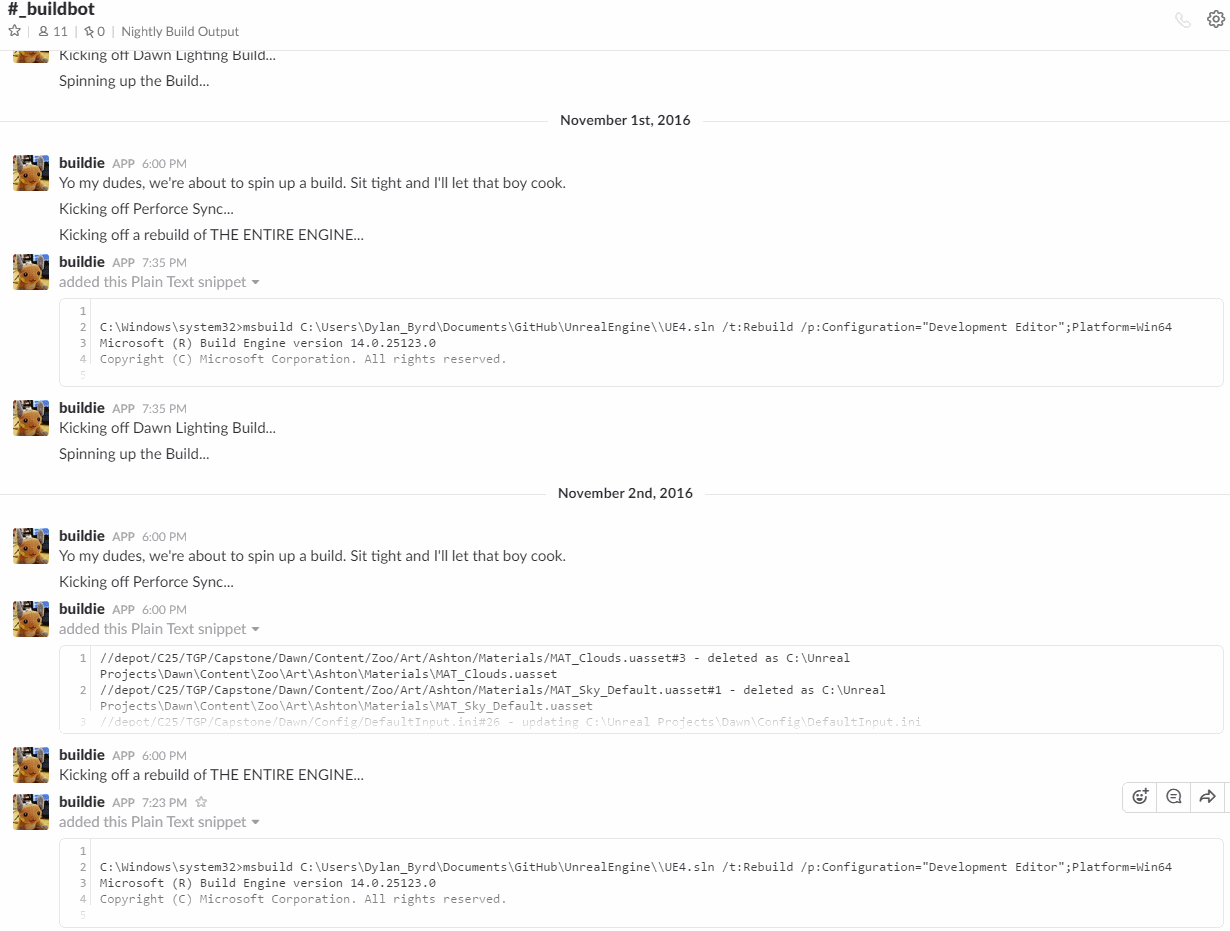 #_buildbot
11 | 0 | Nightly Build Output
Kicking off Dawn Lighting Build...
Spinning up the Build...
November 1st, 2016
buildie APP 6:00 PM
Yo my dudes, we're about to spin up a build. Sit tight and I'll let that boy cook.
Kicking off Perforce Sync...
Kicking off a rebuild of THE ENTIRE ENGINE...
buildie APP 7:35 PM
added this Plain Text snippet
1
2 C:\Windows\system32>msbuild C:\Users\Dylan_Byrd\Documents\GitHub\UnrealEngine\\UE4.sln /t:Rebuild /p:Configuration="Development Editor";Platform=Win64
3 Microsoft (R) Build Engine version 14.0.25123.0
4 Copyright (C) Microsoft Corporation. All rights reserved.
5
buildie APP 7:35 PM
Kicking off Dawn Lighting Build...
Spinning up the Build...
November 2nd, 2016
buildie APP 6:00 PM
Yo my dudes, we're about to spin up a build. Sit tight and I'll let that boy cook.
Kicking off Perforce Sync...
buildie APP 6:00 PM
added this Plain Text snippet
1 //depot/C25/TGP/Capstone/Dawn/Content/Zoo/Art/Ashton/Materials/MAT_Clouds.uasset#3 - deleted as C:\Unreal
Projects\Dawn\Content\Zoo\Art\Ashton\Materials\MAT_Clouds.uasset
2 //depot/C25/TGP/Capstone/Dawn/Content/Zoo/Art/Ashton/Materials/MAT_Sky_Default.uasset#1 - deleted as C:\Unreal
Projects\Dawn\Content\Zoo\Art\Ashton\Materials\MAT_Sky_Default.uasset
3 //depot/C25/TGP/Capstone/Dawn/Config/DefaultInput.ini#26 - updating C:\Unreal Projects\Dawn\Config\DefaultInput.ini
buildie APP 6:00 PM
Kicking off a rebuild of THE ENTIRE ENGINE...
buildie APP 7:23 PM
added this Plain Text snippet
1
2 C:\Windows\system32>msbuild C:\Users\Dylan_Byrd\Documents\GitHub\UnrealEngine\\UE4.sln /t:Rebuild /p:Configuration="Development Editor";Platform=Win64
3 Microsoft (R) Build Engine version 14.0.25123.0
4 Copyright (C) Microsoft Corporation. All rights reserved.
5